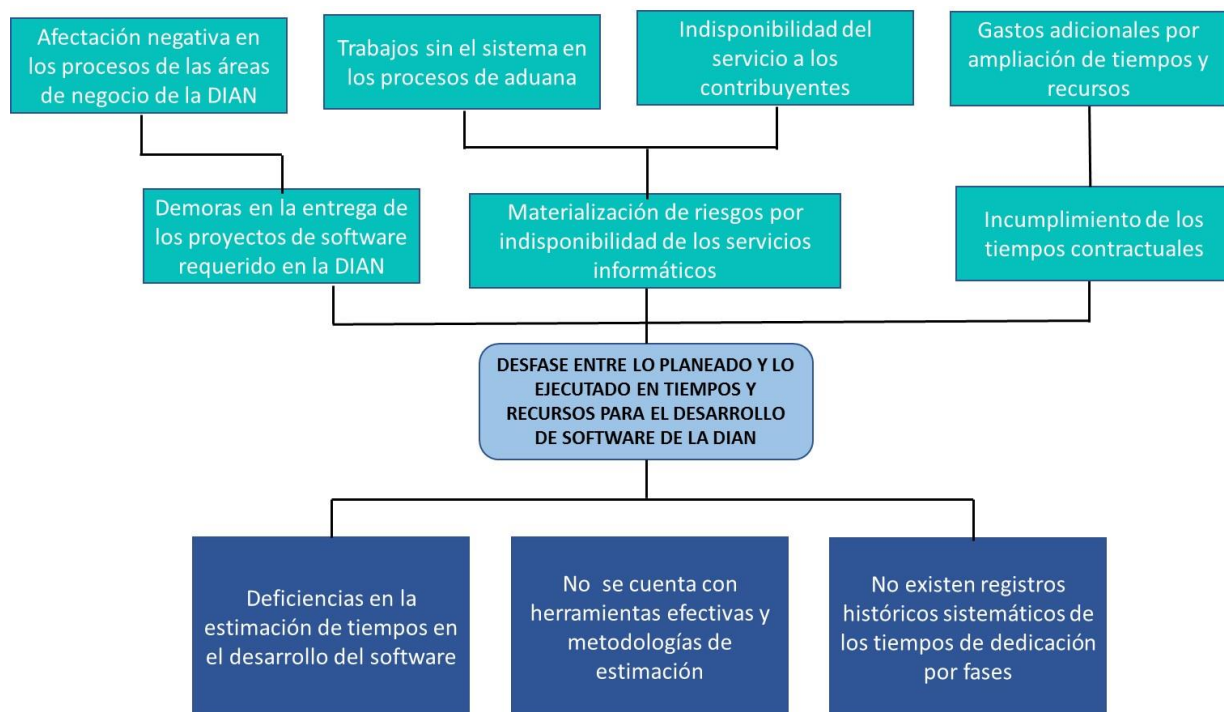 Afectación negativa en
los procesos de las áreas
de negocio de la DIAN
Trabajos sin el sistema en
los procesos de aduana
Indisponibilidad del
servicio a los
contribuyentes
Gastos adicionales por
ampliación de tiempos y
recursos
Demoras en la entrega de
los proyectos de software
requerido en la DIAN
Materialización de riesgos por
indisponibilidad de los servicios
informáticos
Incumplimiento de los
tiempos contractuales
DESFASE ENTRE LO PLANEADO Y LO
EJECUTADO EN TIEMPOS Y
RECURSOS PARA EL DESARROLLO
DE SOFTWARE DE LA DIAN
Deficiencias en la
estimación de tiempos en
el desarrollo del software
No se cuenta con
herramientas efectivas y
metodologías de
estimación
No existen registros
históricos sistemáticos de
los tiempos de dedicación
por fases